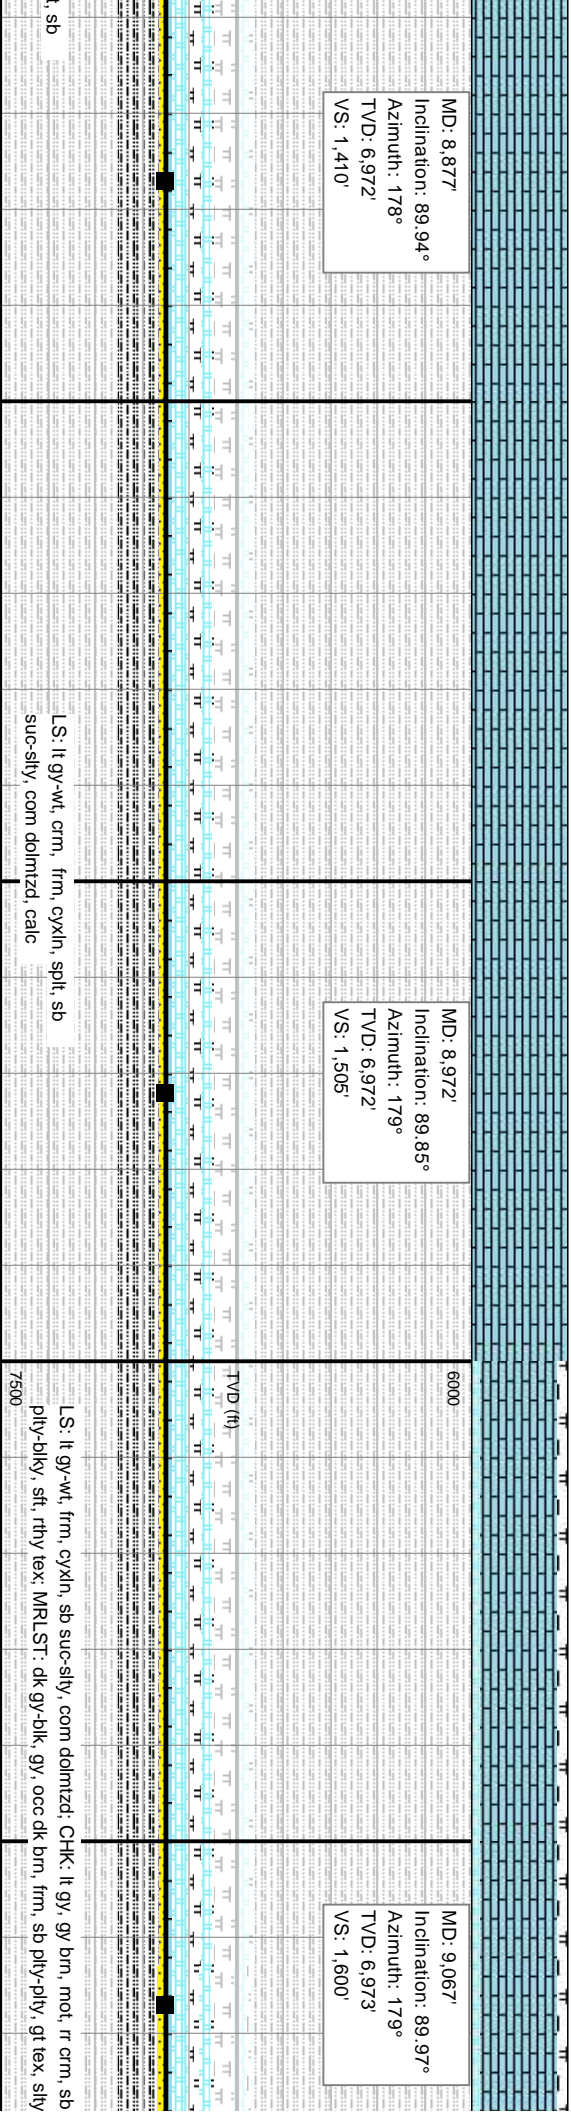 t, sb
MD: 8,877'
Inclination: 89.94°
Azimuth: 178°
TVD: 6,972'
VS: 1,410'
LS: lt gy-wt, crm,  frm, cyxln, splt, sb
suc-slty, com dolmtzd, calc
MD: 8,972'
Inclination: 89.85°
Azimuth: 179°
TVD: 6,972'
VS: 1,505'
6000
TVD (ft)
7500
LS: lt gy-wt, frm, cyxln, sb suc-slty, com dolmtzd; CHK: lt gy, gy brn, mot, rr crm, sb
plty-blky, sft, rthy tex; MRLST: dk gy-blk, gy, occ dk brn, frm, sb plty-plty, gt tex, slty
MD: 9,067'
Inclination: 89.97°
Azimuth: 179°
TVD: 6,973'
VS: 1,600'